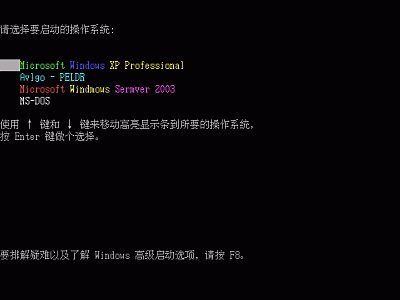 请选择要启动的操作系统:
Microsoft Windows XP Professional
Avlgo - PELDR
Microsoft Windmows Sermver 2003
MS-DOS
使用 ↑ 键和 ↓ 键来移动高亮显示条到所要的操作系统,
按 Enter 键做个选择。
要排解疑难以及了解 Windows 高级启动选项,请按 F8。